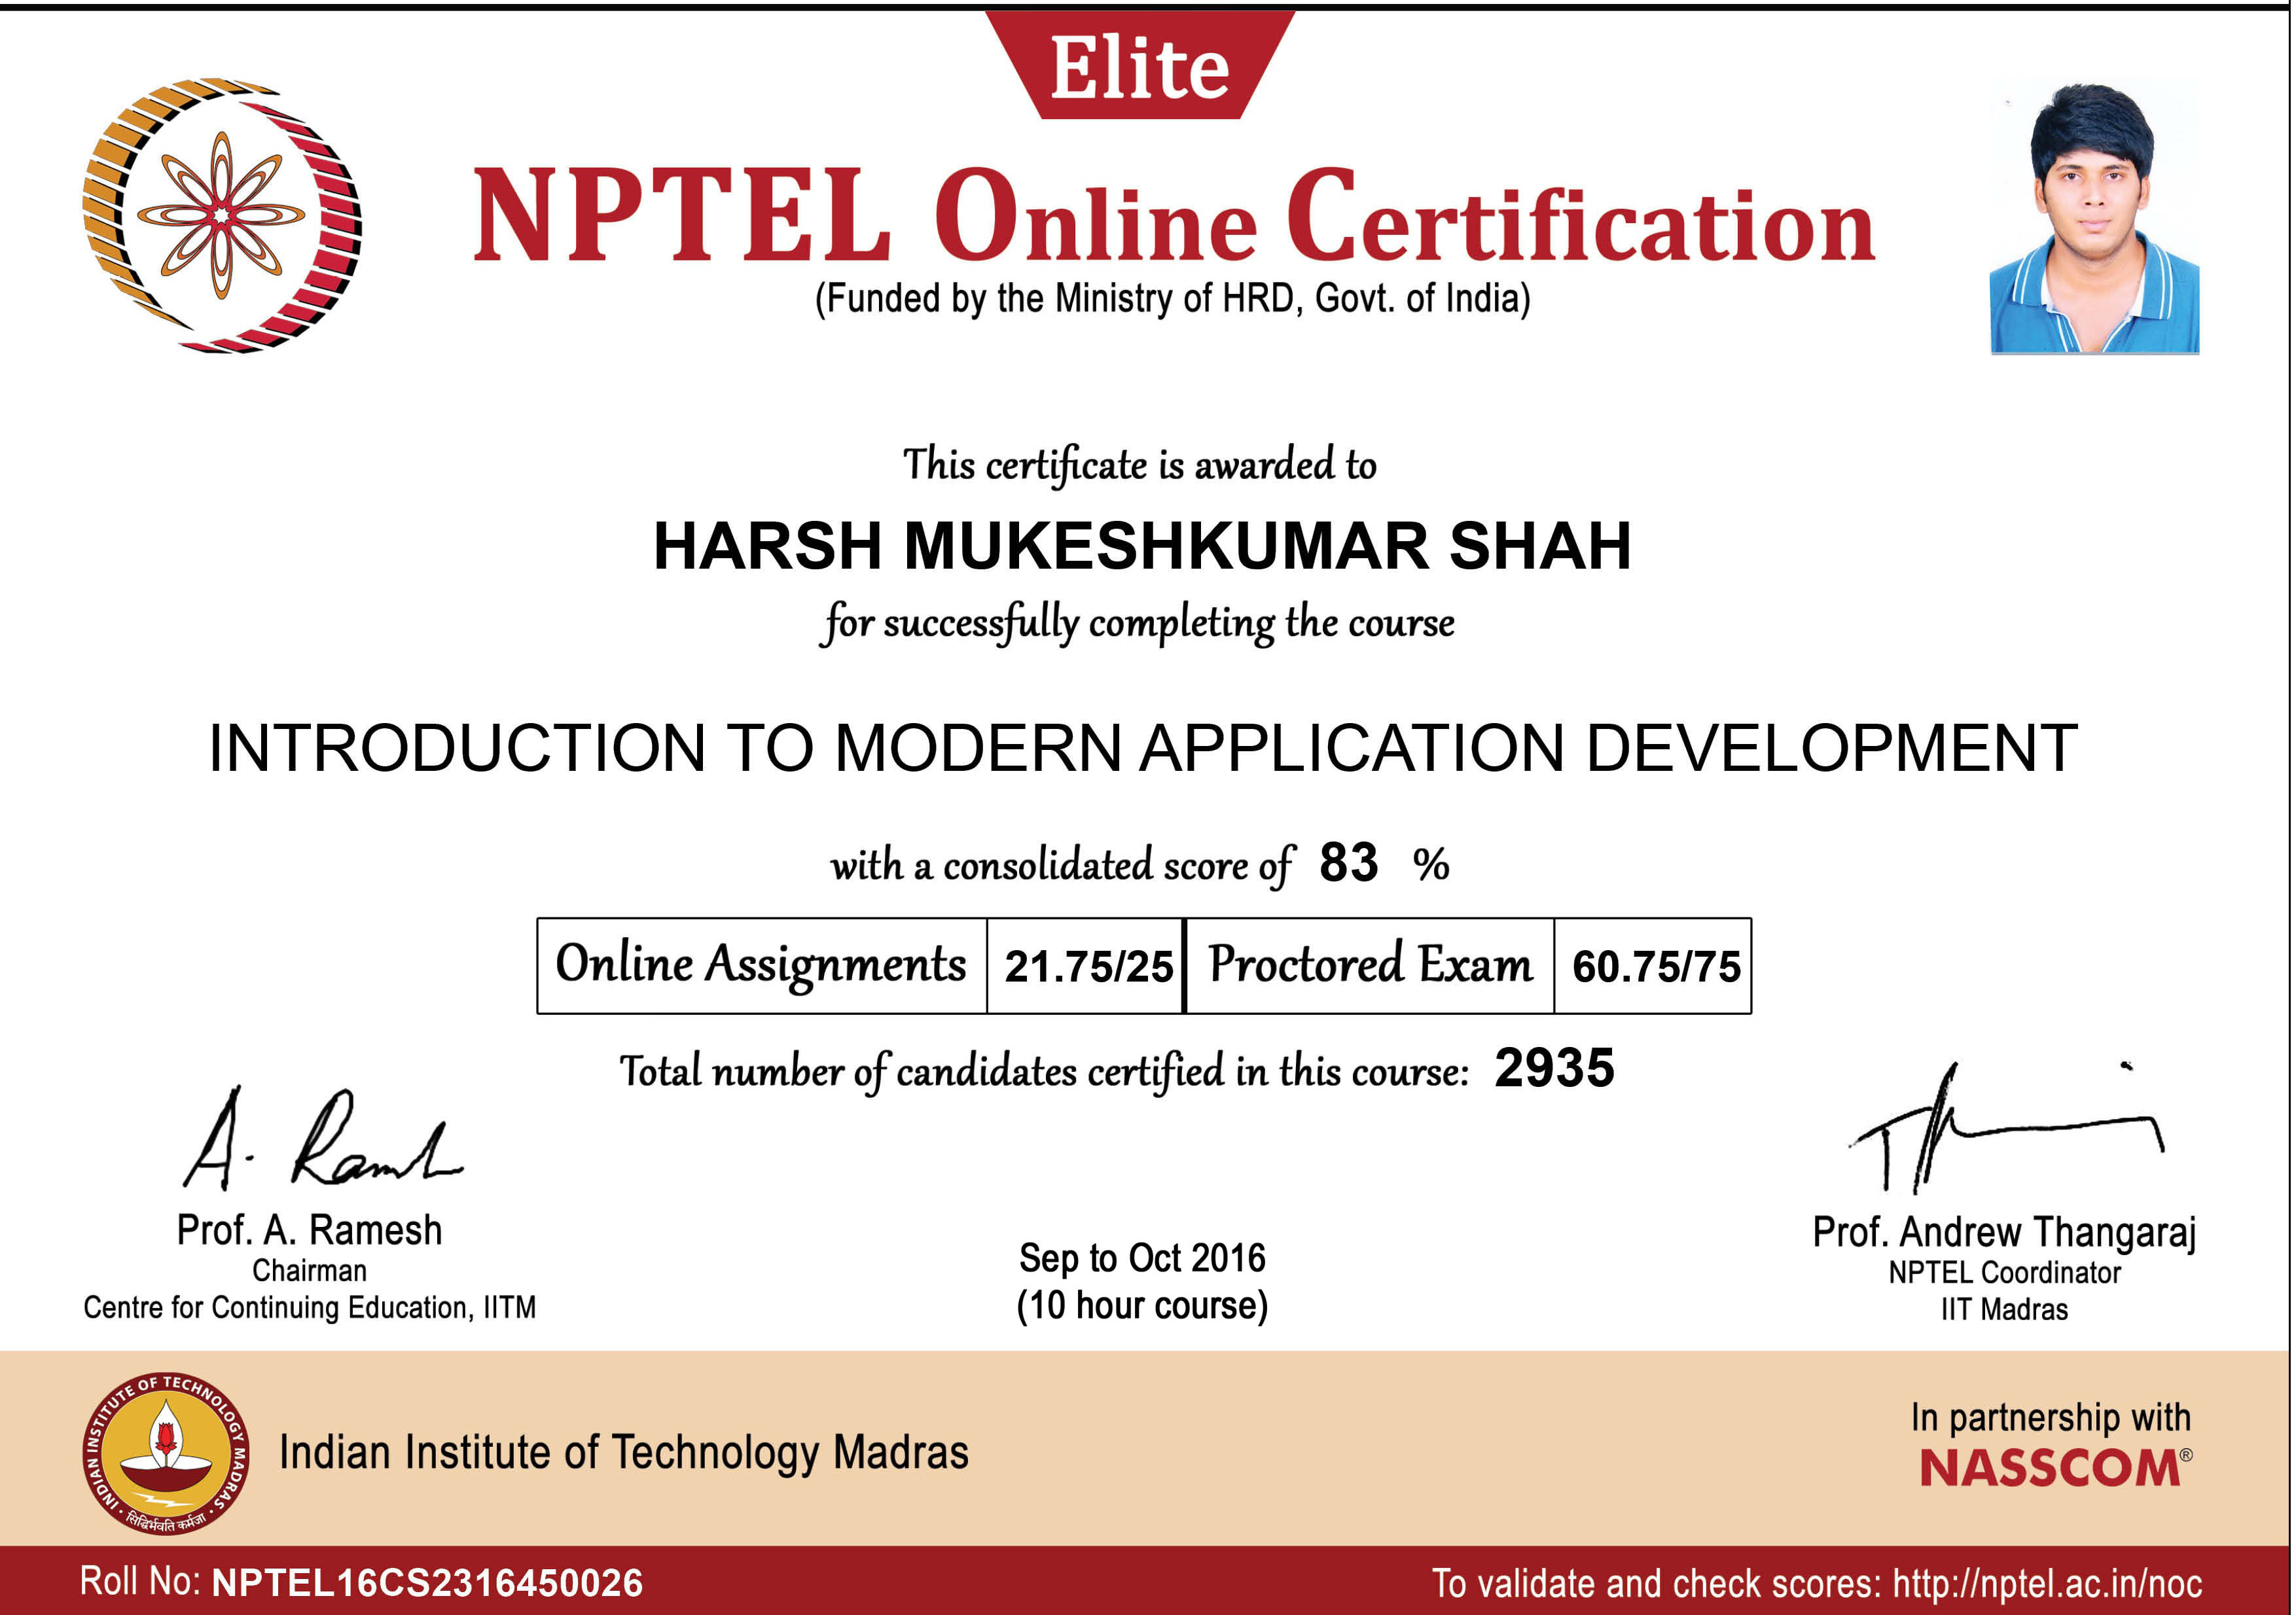 Elite
NPTEL Online Certification
(Funded by the Ministry of HRD, Govt. of India)
This certificate is awarded to
HARSH MUKESHKUMAR SHAH
for successfully completing the course
INTRODUCTION TO MODERN APPLICATION DEVELOPMENT
with a consolidated score of 83 %
Online Assignments 21.75/25 Proctored Exam 60.75/75
Total number of candidates certified in this course: 2935
A. Ramesh
Prof. A. Ramesh
Chairman
Centre for Continuing Education, IITM
Sep to Oct 2016
(10 hour course)
Prof. Andrew Thangaraj
NPTEL Coordinator
IIT Madras
INDIAN INSTITUTE OF TECHNOLOGY MADRAS
सिद्धिर्भवति कर्मजा
Indian Institute of Technology Madras
In partnership with
NASSCOM®
Roll No: NPTEL16CS2316450026
To validate and check scores: http://nptel.ac.in/noc